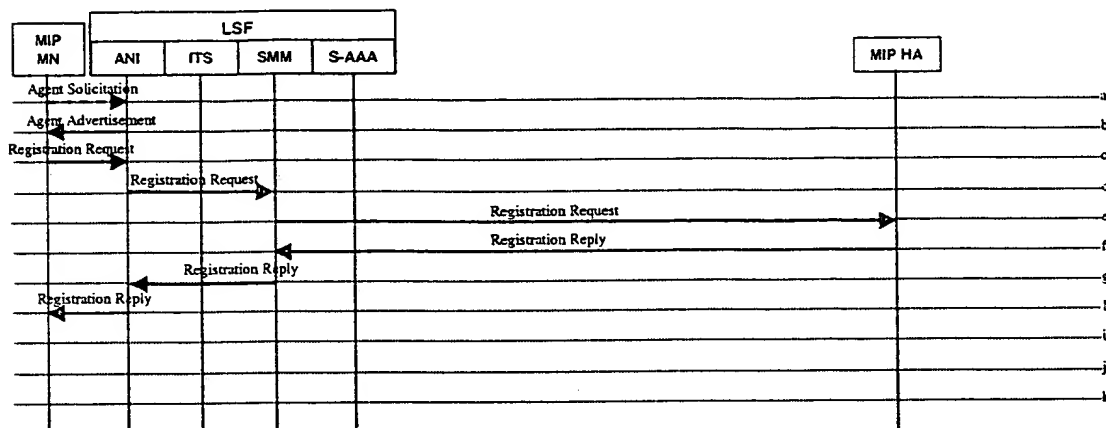 LSF
MIP MN
ANI
ITS
SMM
S-AAA
MIP HA
Agent Solicitation
a
Agent Advertisement
b
Registration Request
c
Registration Request
Registration Request
Registration Reply
f
Registration Reply
g
Registration Reply
i
j